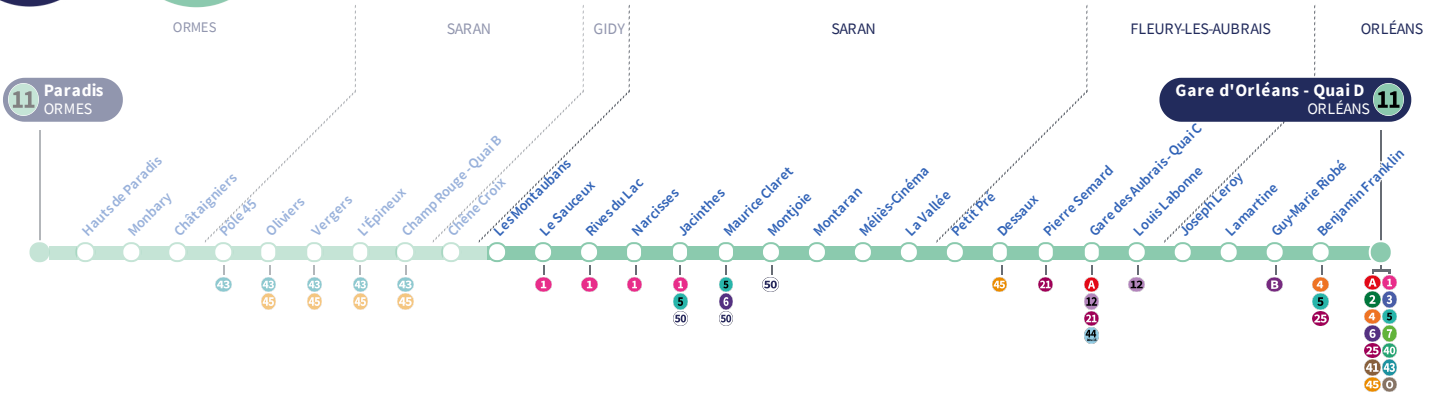 ORMES
SARAN
GIDY
SARAN
FLEURY-LES-AUBRAIS
ORLÉANS
11 Paradis
ORMES
Gare d'Orléans - Quai D
ORLÉANS 11
Hauts de Paradis
Monbary
Châtaigniers
Pôle 45
Oliviers
Vergers
L'Épineux
Champ Rouge - Quai B
Chêne Croix
Les Montaubans
Le Sauceux
Rives du Lac
Narcisses
Jacinthes
Maurice Claret
Montjoie
Montaran
Méliès-Cinéma
La Vallée
Petit Pré
Dessaux
Pierre Semard
Gare des Aubrais - Quai C
Louis Labonne
Joseph Leroy
Lamartine
Guy-Marie Riobé
Benjamin Franklin
43 43 43 43 43 1 1 1 1 5 50 45 21 A 12 B 4 A 1
45 45 45 45 5 6 12 5 2 3
50 50 21 25 4 5
44 6 7
25 40
41 43
45 O